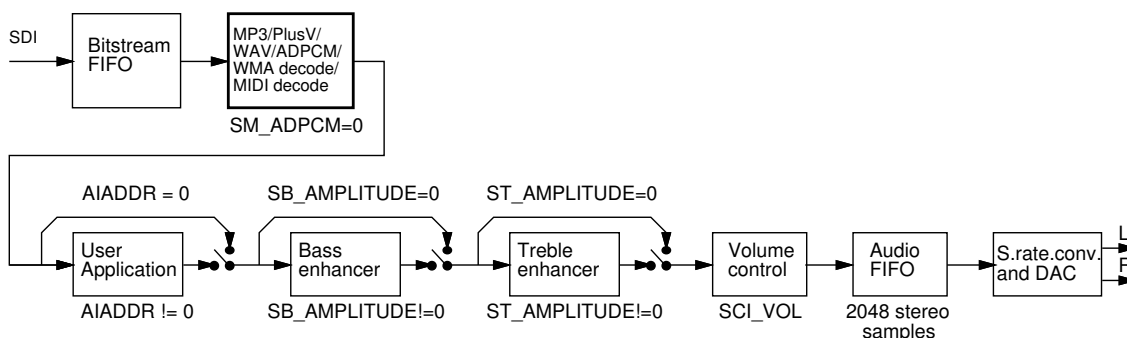 SDI
Bitstream
FIFO
MP3/PlusV/
WAV/ADPCM/
WMA decode/
MIDI decode
SM_ADPCM=0
AIADDR = 0
SB_AMPLITUDE=0
ST_AMPLITUDE=0
User
Application
Bass
enhancer
Treble
enhancer
Volume
control
Audio
FIFO
S.rate.conv.
and DAC
L
AIADDR != 0
SB_AMPLITUDE!=0
ST_AMPLITUDE!=0
SCI_VOL
2048 stereo
samples